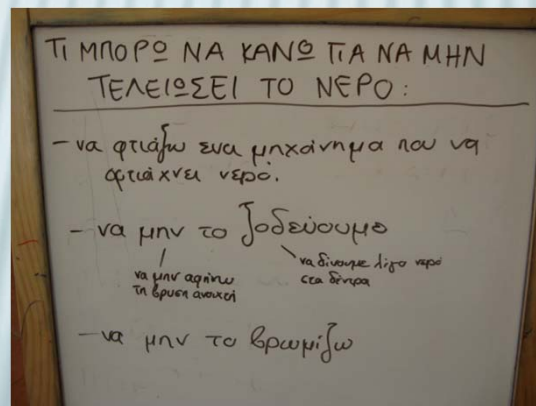 ΤΙ ΜΠΟΡΩ ΝΑ ΚΑΝΩ ΓΙΑ ΝΑ ΜΗΝ
ΤΕΛΕΙΩΣΕΙ ΤΟ ΝΕΡΟ:
- να φτιάξω ενα μηχάνημα που να
φτιάχνει νερό.
- να μην το ξοδεύουμε
να μην αφήνω
τη βρυση ανοιχτή
να δίνουμε λίγο νερό
στα δέντρα
- να μην το βρωμίζω